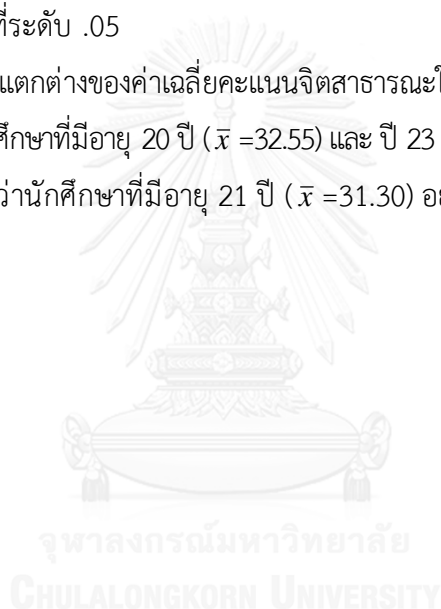 ที่ระดับ .05
แตกต่างของค่าเฉลี่ยคะแนนจิตสาธารณะใ
ศึกษาที่มีอายุ 20 ปี ( x̅ =32.55) และ ปี 23
ว่านักศึกษาที่มีอายุ 21 ปี ( x̅ =31.30) อย
จุฬาลงกรณ์มหาวิทยาลัย
CHULALONGKORN UNIVERSITY